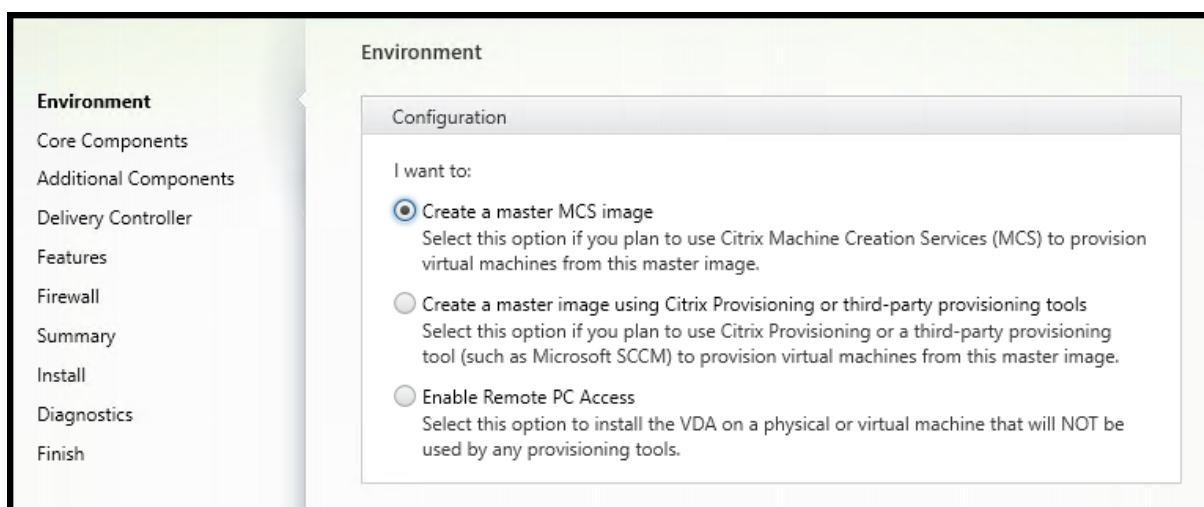 Environment
Core Components
Additional Components
Delivery Controller
Features
Firewall
Summary
Install
Diagnostics
Finish
Environment
Configuration
I want to:
Create a master MCS image
Select this option if you plan to use Citrix Machine Creation Services (MCS) to provision
virtual machines from this master image.
Create a master image using Citrix Provisioning or third-party provisioning tools
Select this option if you plan to use Citrix Provisioning or a third-party provisioning
tool (such as Microsoft SCCM) to provision virtual machines from this master image.
Enable Remote PC Access
Select this option to install the VDA on a physical or virtual machine that will NOT be
used by any provisioning tools.